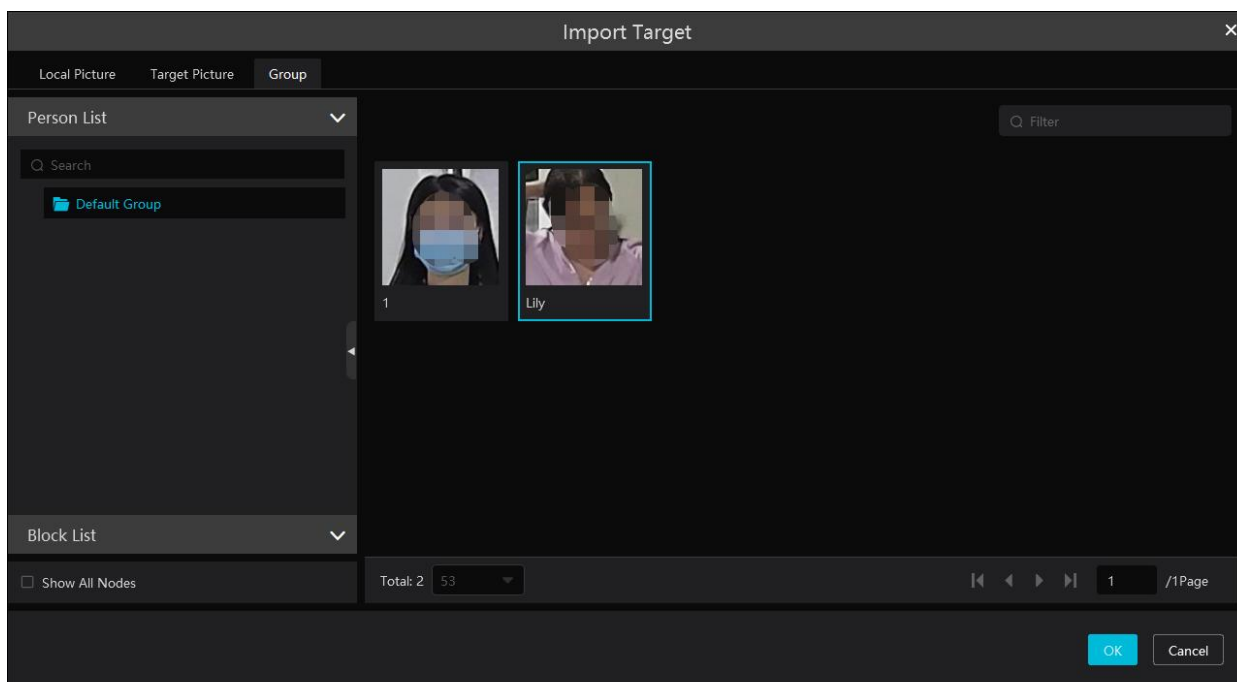 Import Target
Local Picture Target Picture Group
Person List
Filter
Search
Default Group
1 Lily
Block List
Show All Nodes
Total: 2 53 1 /1Page
OK Cancel